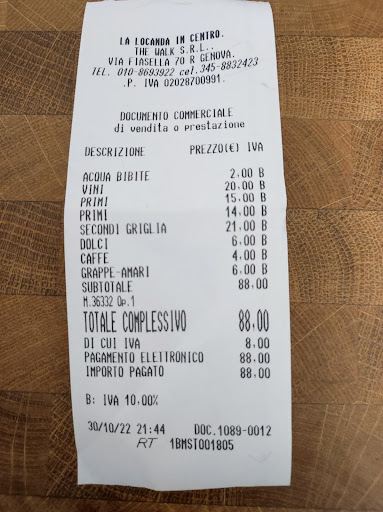 LA LOCANDA IN CENTRO.
THE WALK S.R.L..
VIA FIASELLA 70 R GENOVA.
TEL. 010-8693922 cel.345-8832423
.P. IVA 02028700991.
DOCUMENTO COMMERCIALE
di vendita o prestazione
DESCRIZIONE PREZZO(€) IVA
ACQUA BIBITE 2,00 B
VINI 20,00 B
PRIMI 15,00 B
PRIMI 14,00 B
SECONDI GRIGLIA 21,00 B
DOLCI 6,00 B
CAFFE 4,00 B
GRAPPE-AMARI 6,00 B
SUBTOTALE 88,00
M.36332 Op.1
TOTALE COMPLESSIVO 88,00
DI CUI IVA 8,00
PAGAMENTO ELETTRONICO 88,00
IMPORTO PAGATO 88,00
B: IVA 10,00%
30/10/22 21:44 DOC.1089-0012
RT 1BMST001805